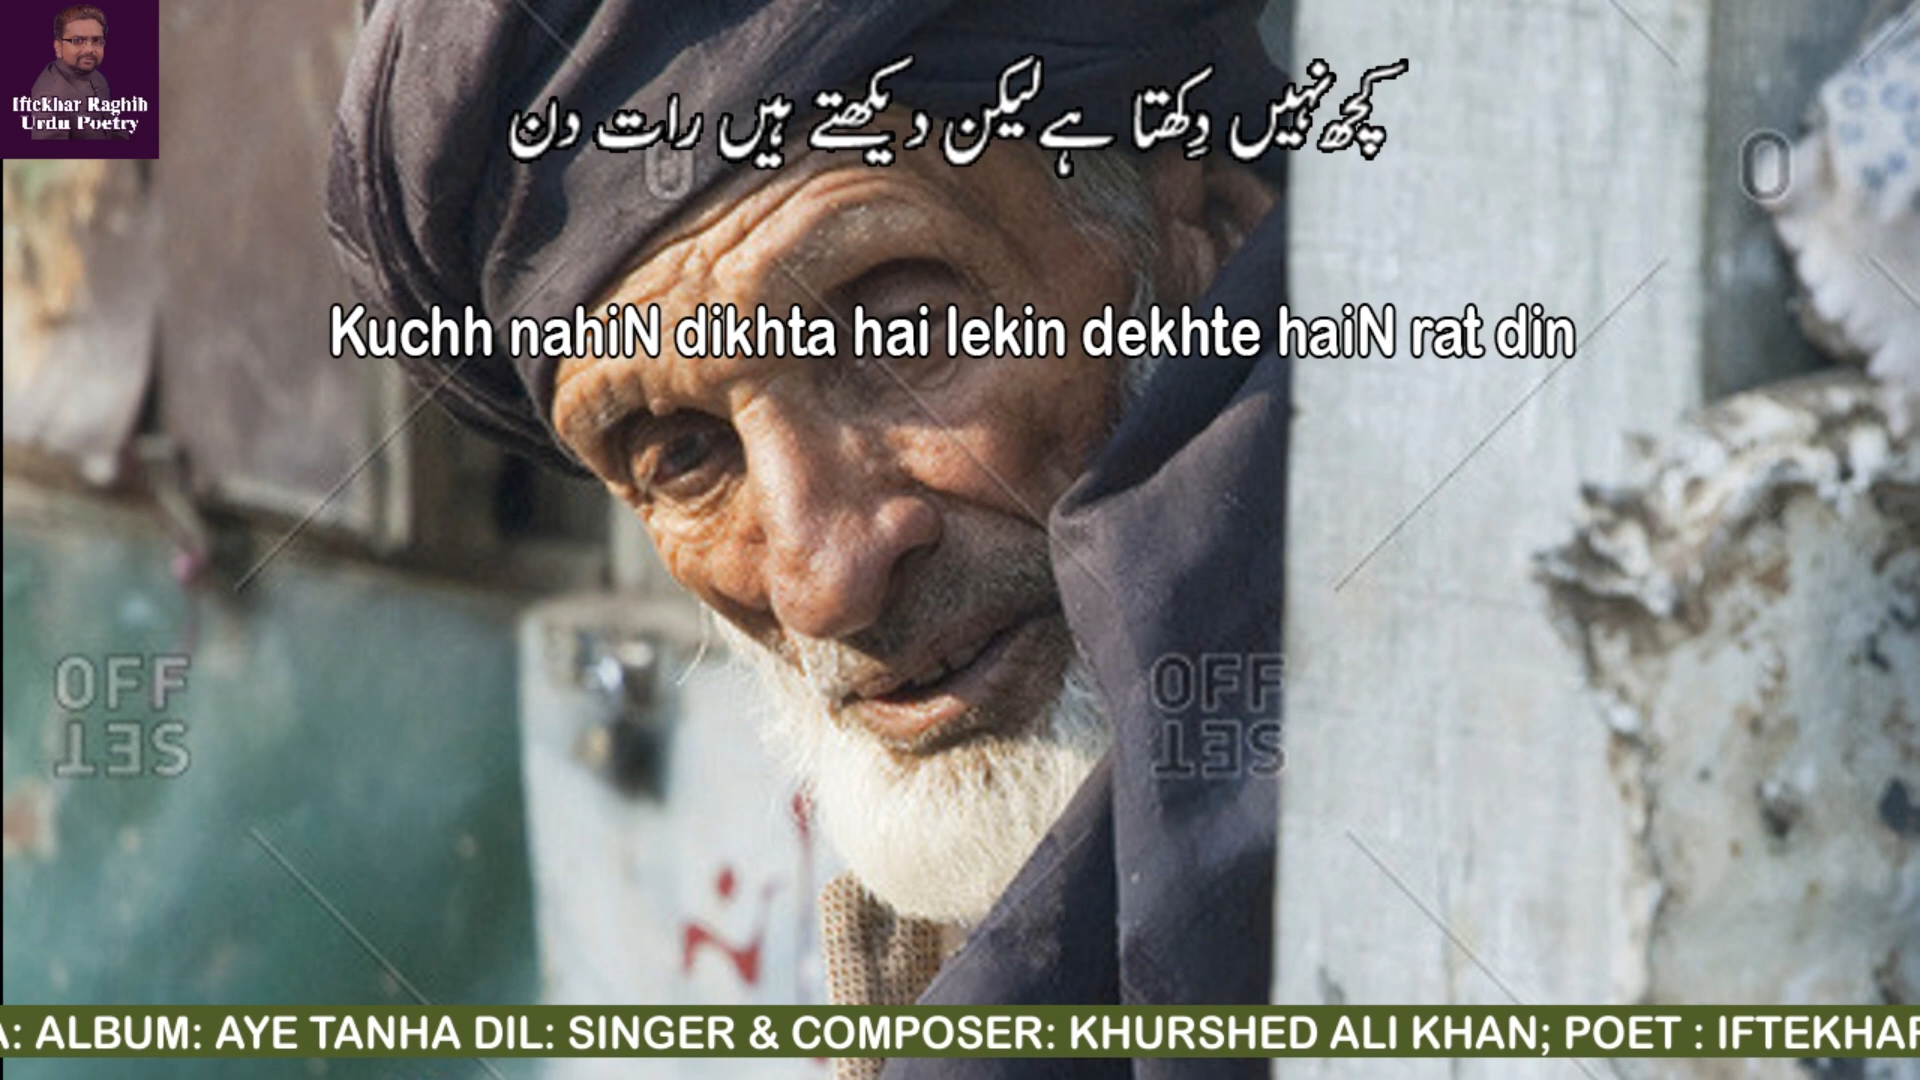 Iftekhar Raghib
Urdu Poetry
کچھ نہیں دِکھتا ہے لیکن دیکھتے ہیں رات دن
Kuchh nahiN dikhta hai lekin dekhte haiN rat din
OFF
SET
OFF
SET
A: ALBUM: AYE TANHA DIL: SINGER & COMPOSER: KHURSHED ALI KHAN; POET : IFTEKHAR